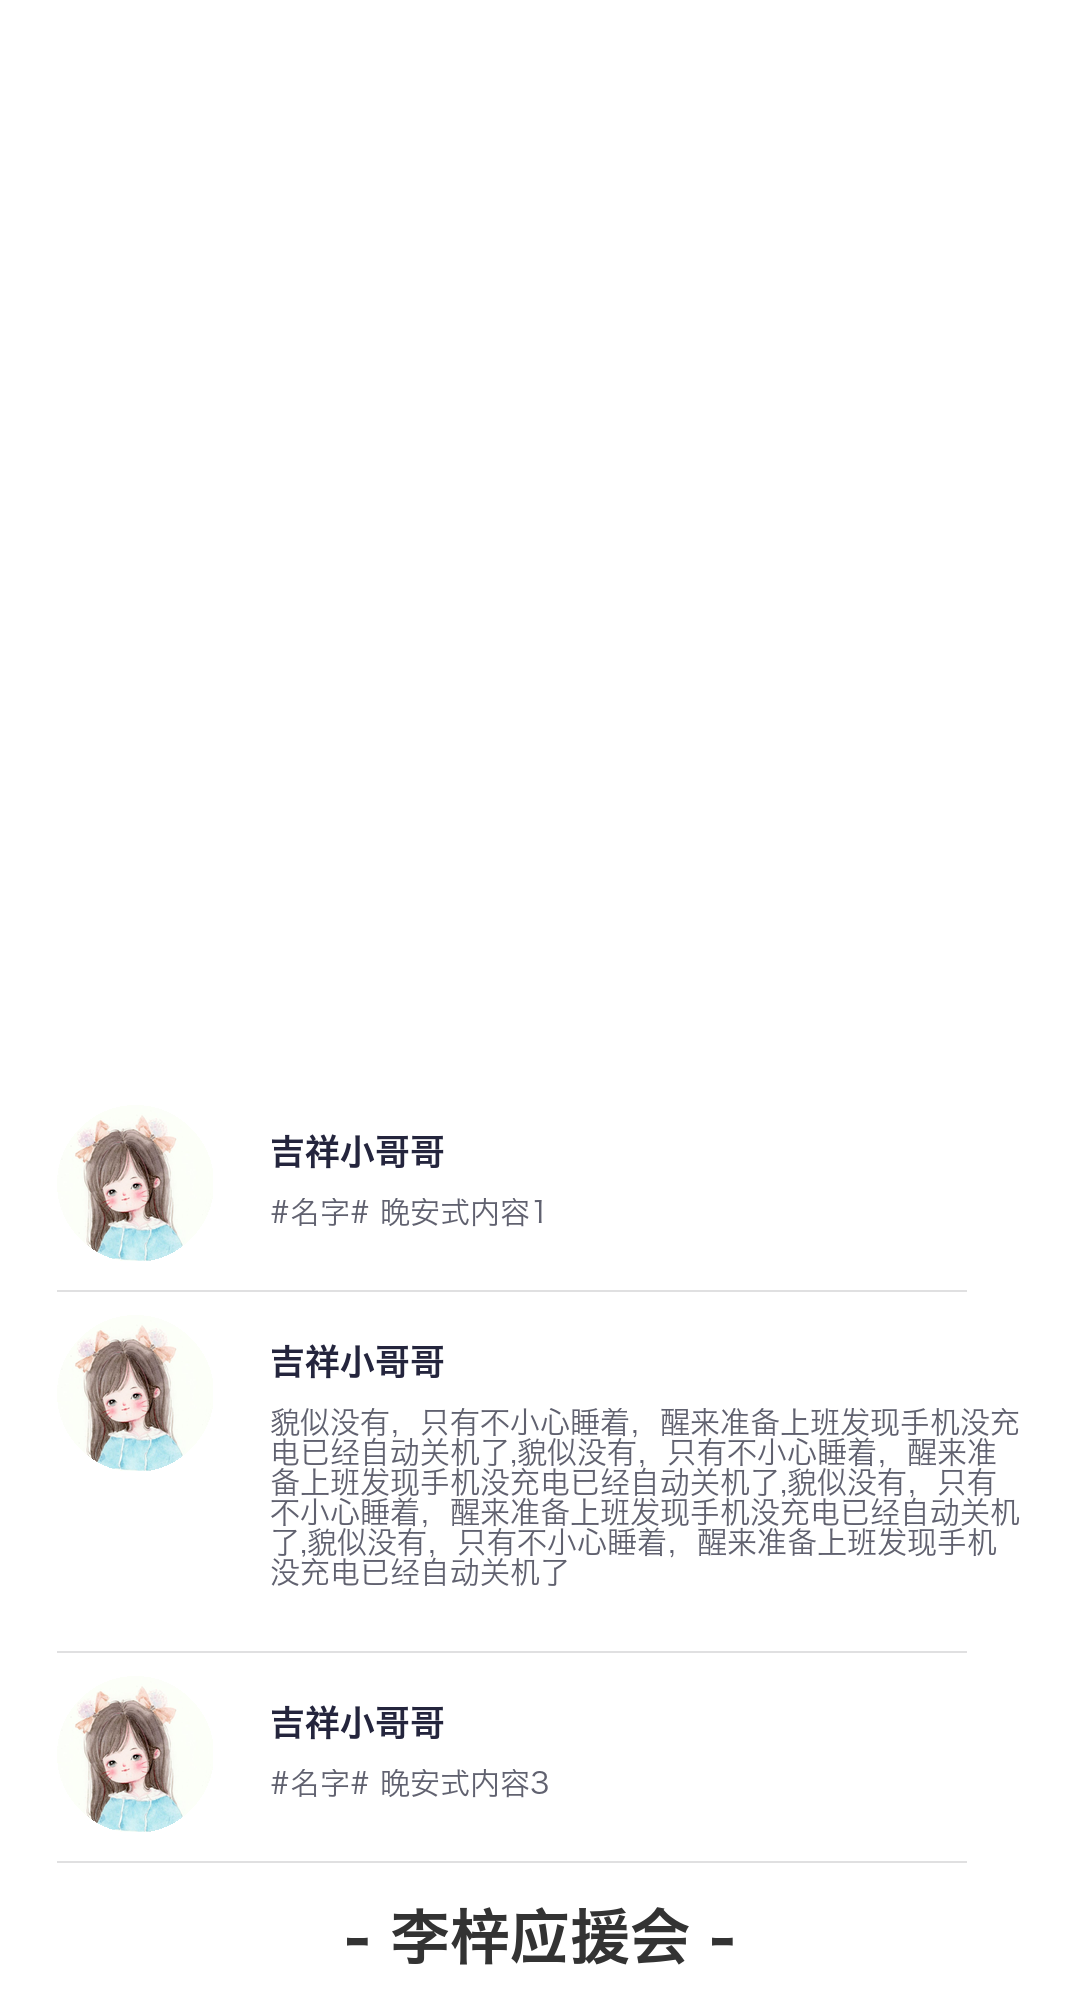 吉祥小哥哥
#名字# 晚安式内容1
吉祥小哥哥
貌似没有，只有不小心睡着，醒来准备上班发现手机没充
电已经自动关机了,貌似没有，只有不小心睡着，醒来准
备上班发现手机没充电已经自动关机了,貌似没有，只有
不小心睡着，醒来准备上班发现手机没充电已经自动关机
了,貌似没有，只有不小心睡着，醒来准备上班发现手机
没充电已经自动关机了
吉祥小哥哥
#名字# 晚安式内容3
- 李梓应援会 -